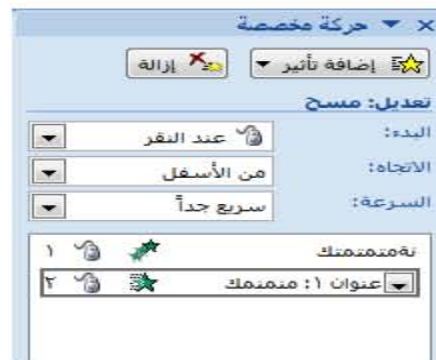 حركة مخصصة
إضافة تأثير
إزالة
تعديل: مسح
البدء: عند النقر
الاتجاه: من الأسفل
السرعة: سريع جداً
١ نةمتمتمتك
٢ عنوان ١: منمنمك